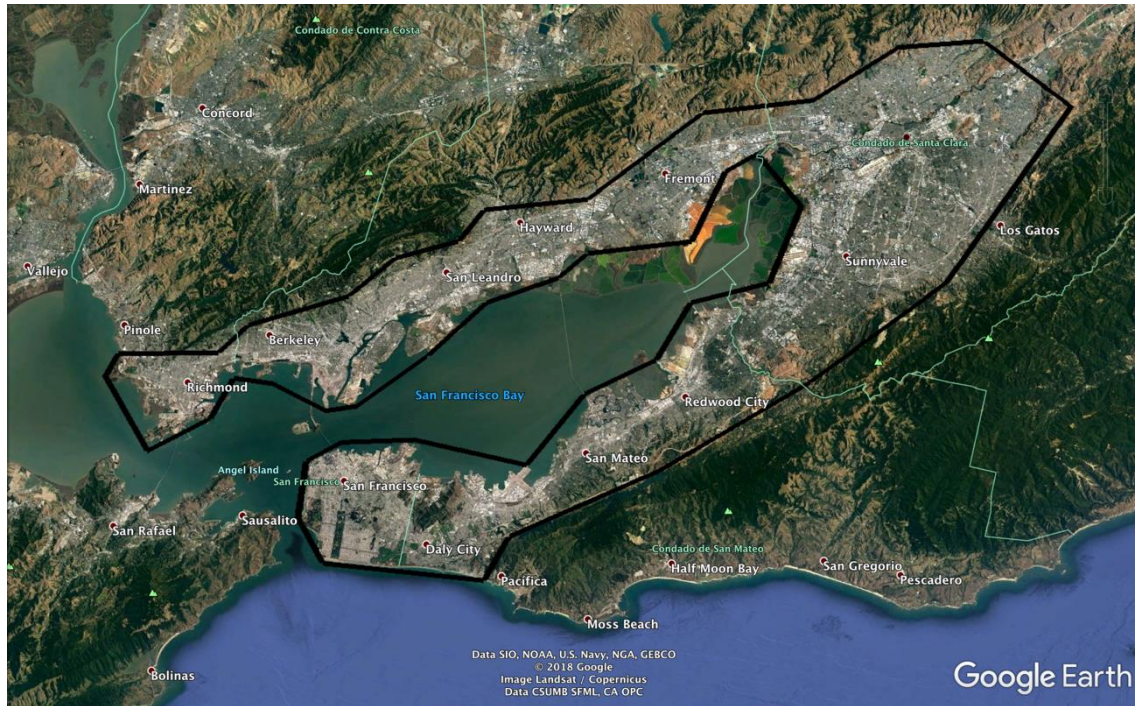 Condado de Contra Costa
Concord
Condado de Santa Clara
Martinez
Fremont
Hayward
Los Gatos
Vallejo
San Leandro
Sunnyvale
Pinole
Berkeley
Richmond
San Francisco Bay
Redwood City
San Mateo
Angel Island
San Francisco
San Francisco
San Rafael
Sausalito
Daly City
Condado de San Mateo
Pacifica
Half Moon Bay
San Gregorio
Pescadero
Moss Beach
Bolinas
Data SIO, NOAA, U.S. Navy, NGA, GEBCO
© 2018 Google
Image Landsat / Copernicus
Data CSUMB SFML, CA OPC
Google Earth